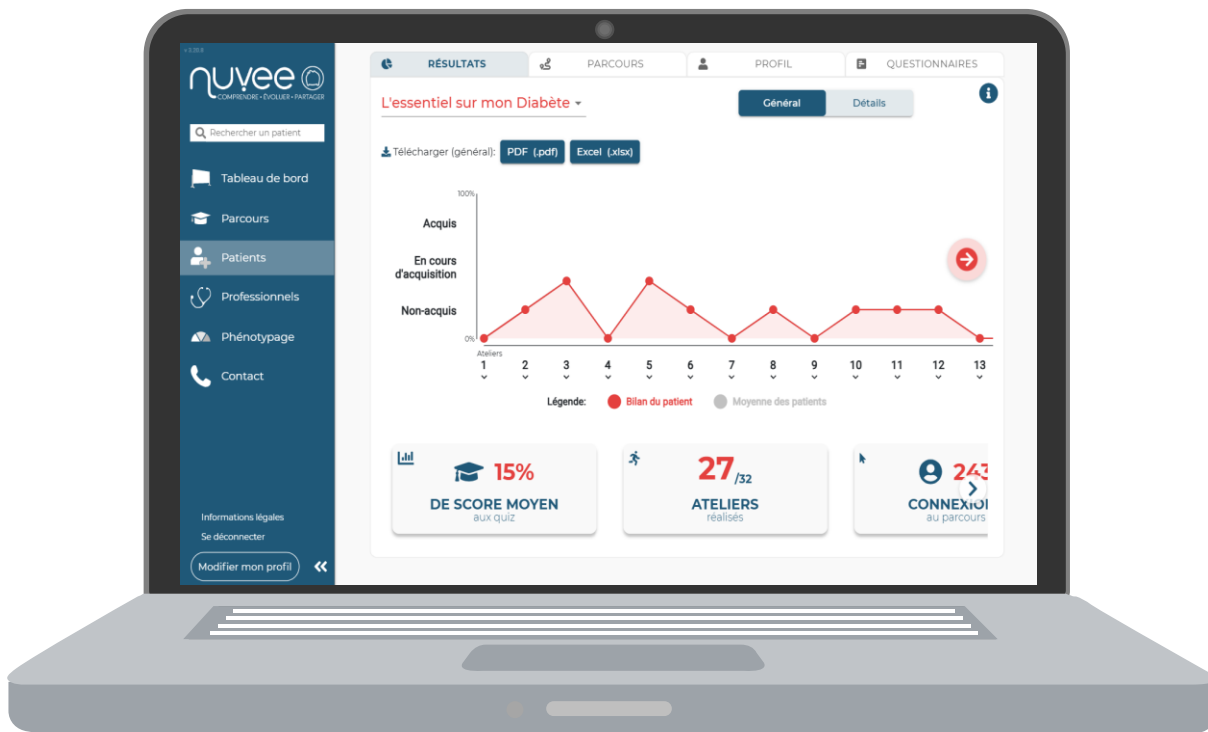 v 3.20.6
nuvee
COMPRENDRE • ÉVOLUER • PARTAGER
Rechercher un patient
Tableau de bord
Parcours
Patients
Professionnels
Phénotypage
Contact
Informations légales
Se déconnecter
Modifier mon profil
RÉSULTATS PARCOURS PROFIL QUESTIONNAIRES
L'essentiel sur mon Diabète
Général Détails
Télécharger (général): PDF (.pdf) Excel (.xlsx)
100%
Acquis
En cours
d'acquisition
Non-acquis
0%
Ateliers
1 2 3 4 5 6 7 8 9 10 11 12 13
Légende: Bilan du patient Moyenne des patients
15%
DE SCORE MOYEN
aux quiz
27/32
ATELIERS
réalisés
243
CONNEXIO
au parcours